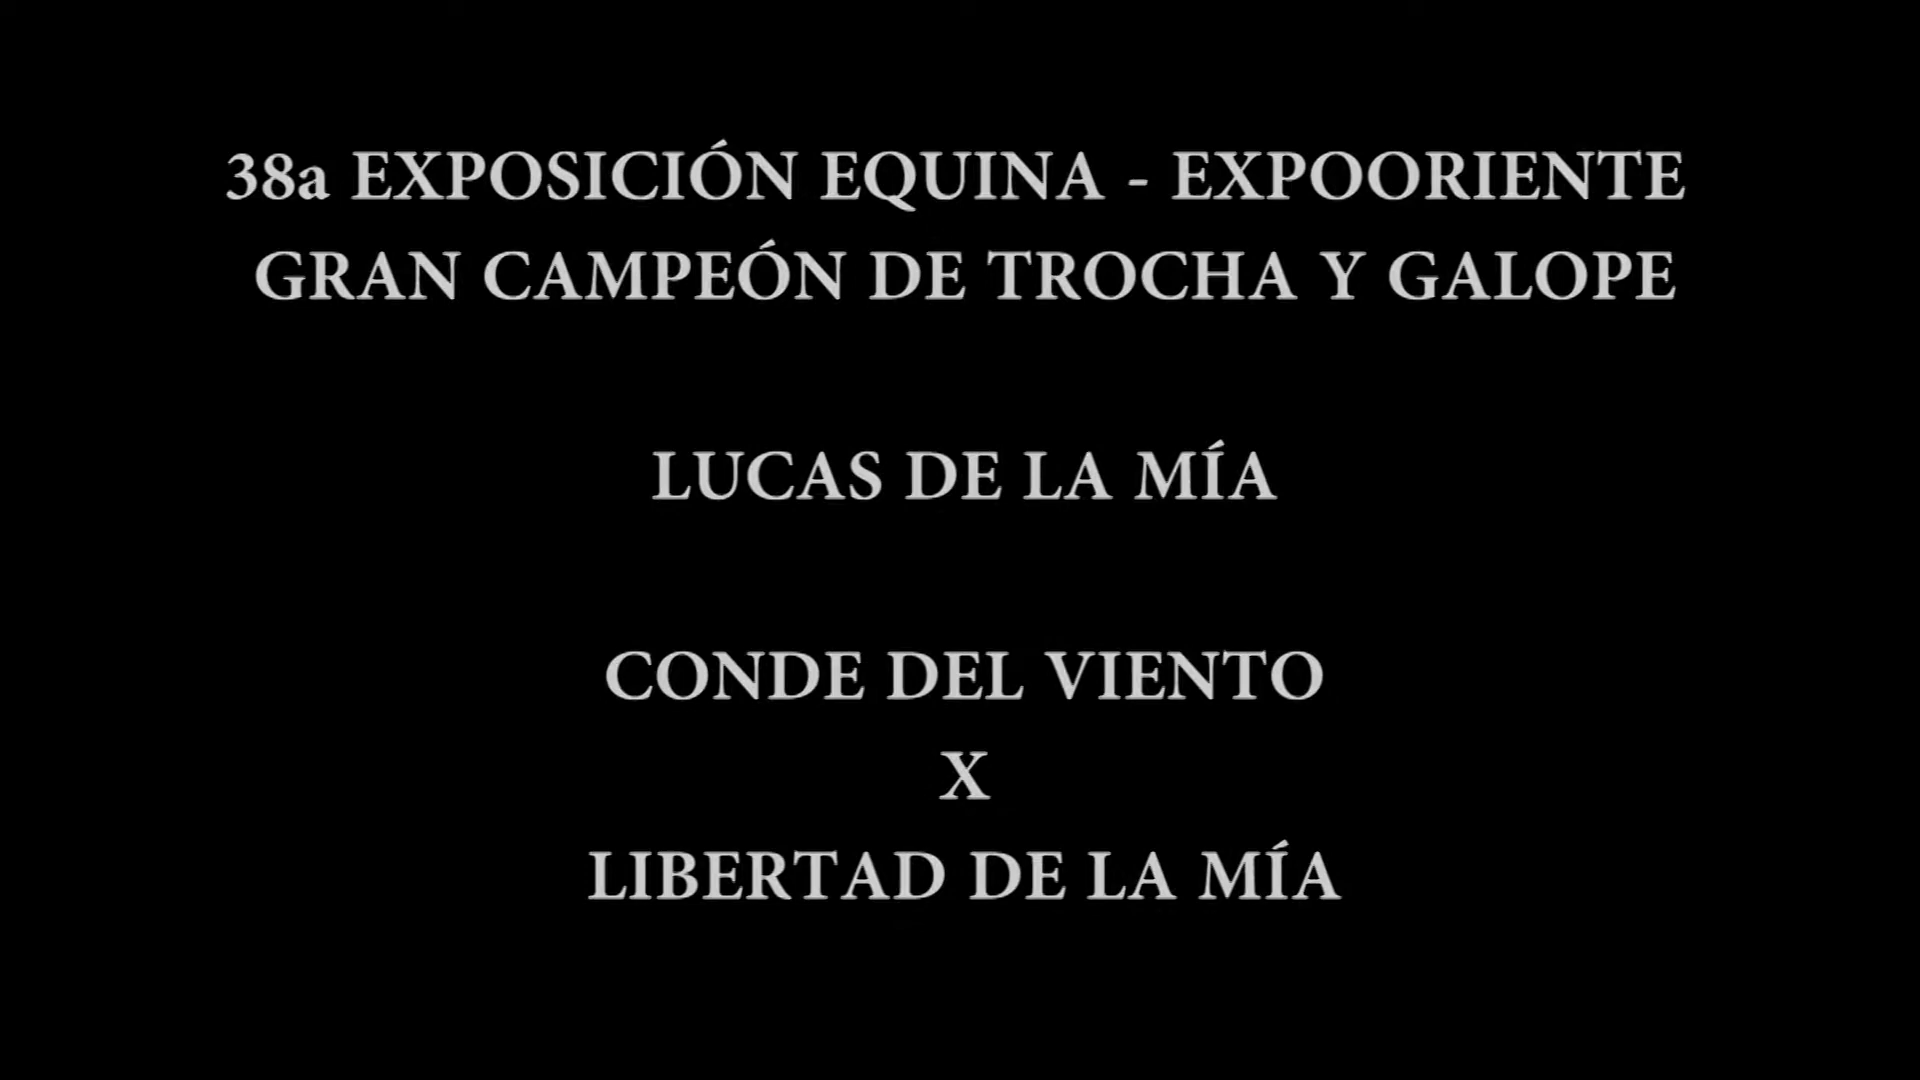 38a EXPOSICIÓN EQUINA - EXPOORIENTE
GRAN CAMPEÓN DE TROCHA Y GALOPE
LUCAS DE LA MÍA
CONDE DEL VIENTO
X
LIBERTAD DE LA MÍA